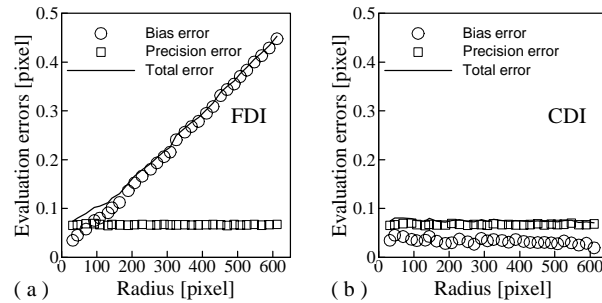 Evaluation errors [pixel]
0.5
0.4
0.3
0.2
0.1
0
Bias error
Precision error
Total error
FDI
0 100 200 300 400 500 600
Radius [pixel]
( a )
Evaluation errors [pixel]
0.5
0.4
0.3
0.2
0.1
0
Bias error
Precision error
Total error
CDI
0 100 200 300 400 500 600
Radius [pixel]
( b )